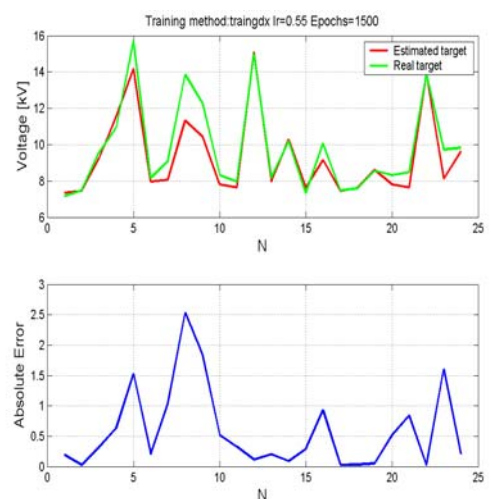 Training method:traingdx lr=0.55 Epochs=1500
16
14
12
10
8
6
Voltage [kV]
Estimated target
Real target
0 5 10 15 20 25
N
3
2.5
2
1.5
1
0.5
0
Absolute Error
0 5 10 15 20 25
N